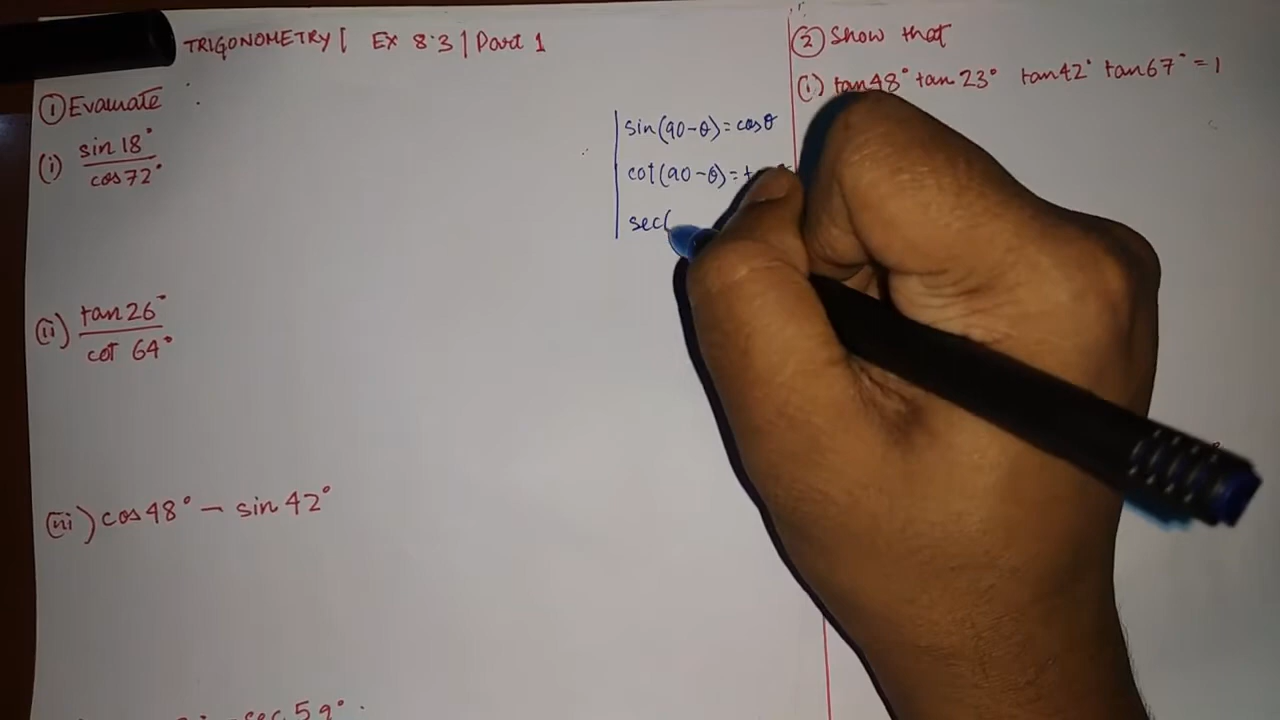 TRIGONOMETRY [ EX 8.3 ] Part 1
① Evaluate :
(i) sin 18° / cos 72°
(ii) tan 26° / cot 64°
(iii) cos 48° − sin 42°
sec 59°.
sin(90-θ)=cosθ
cot(90-θ)=
sec(
② Show that
(i) tan 48° tan 23° tan 42° tan 67° = 1